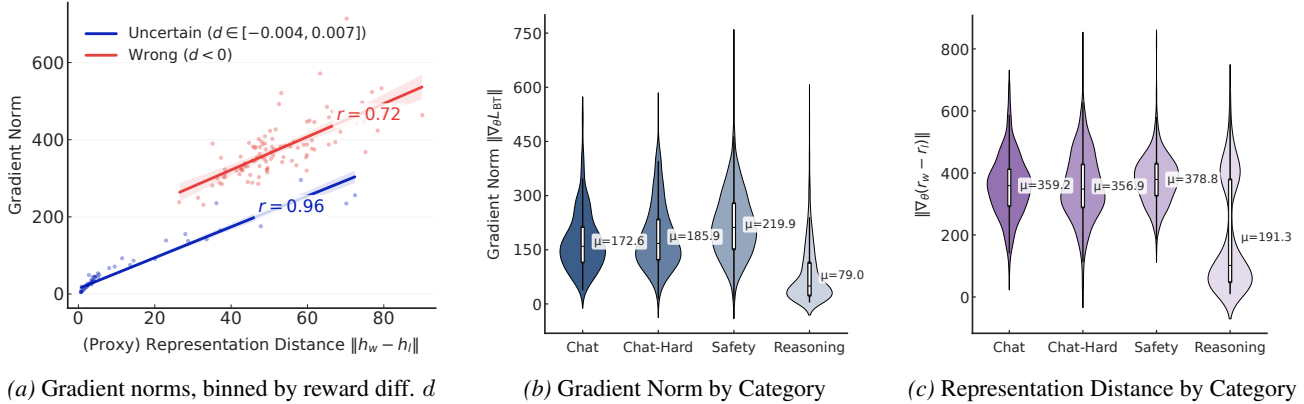 Gradient Norm
600
400
200
0
Uncertain (d ∈ [−0.004, 0.007])
Wrong (d < 0)
r = 0.72
r = 0.96
0 20 40 60 80
(Proxy) Representation Distance ‖h_w − h_l‖
(a) Gradient norms, binned by reward diff. d
Gradient Norm ‖∇_θ L_BT‖
750
600
450
300
150
0
μ=172.6
μ=185.9
μ=219.9
μ=79.0
Chat Chat-Hard Safety Reasoning
(b) Gradient Norm by Category
‖∇_θ(r_w − r_l)‖
800
600
400
200
0
μ=359.2
μ=356.9
μ=378.8
μ=191.3
Chat Chat-Hard Safety Reasoning
(c) Representation Distance by Category